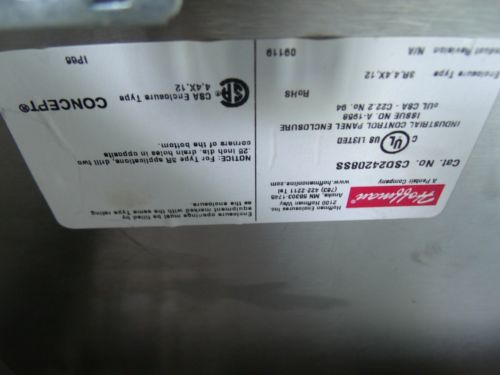 Hoffman
A Pentair Company
Hoffman Enclosures Inc.
2100 Hoffman Way
Anoka, MN 55303-1745
(763) 422 2211 Tel
www.hoffmanonline.com
Cat. No. CSD24208SS
UL US LISTED
INDUSTRIAL CONTROL PANEL ENCLOSURE
ISSUE NO. A-1958
cUL CSA - C22.2 No. 94
3R,4,4X,12
RoHS
Product Revision N/A
09119
Enclosure openings must be filled by
equipment marked with the same Type rating
as the enclosure.
NOTICE: For Type 3R applications, drill two
.25 inch dia. drain holes in opposite
corners of the bottom.
CSA Enclosure Type
4,4X,12
CONCEPT®
IP66